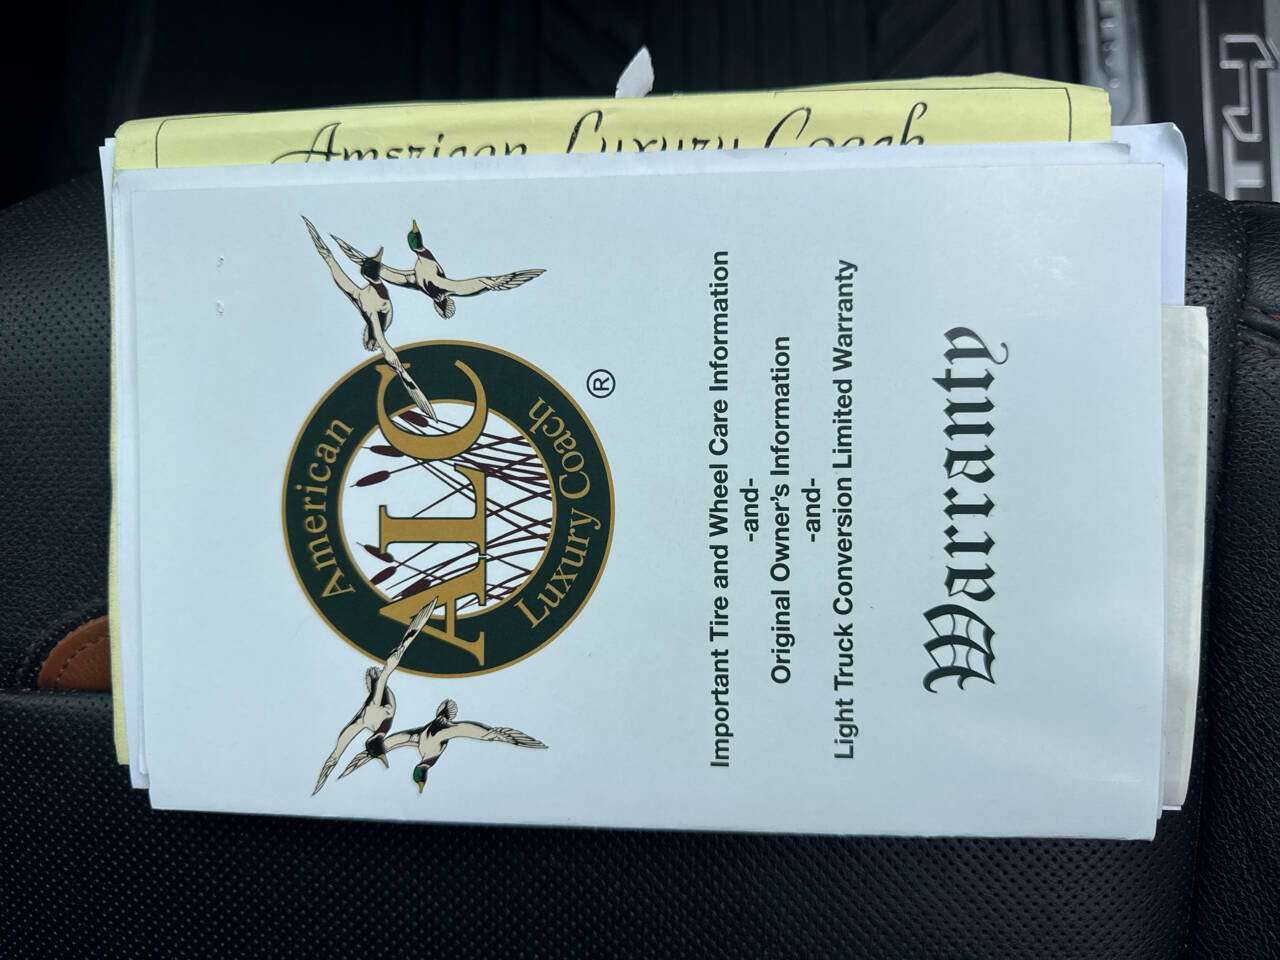 American Luxury Coach
American
ALC
Luxury Coach
®
Important Tire and Wheel Care Information
-and-
Original Owner's Information
-and-
Light Truck Conversion Limited Warranty
Warranty